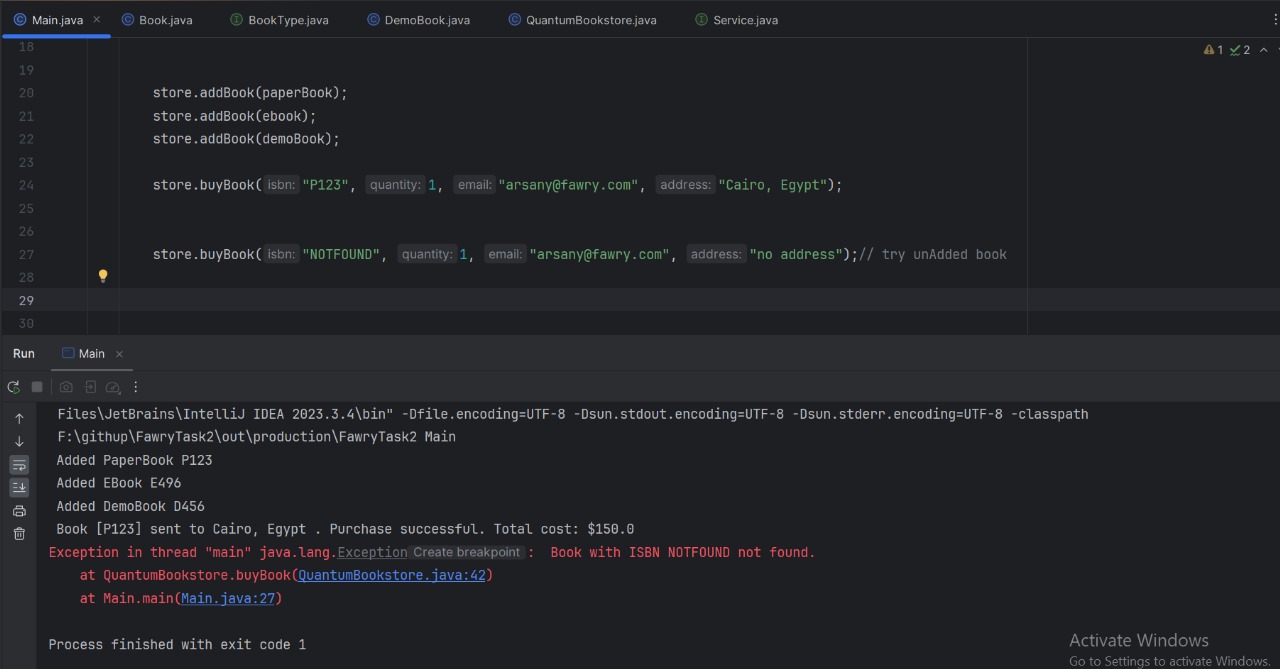 Main.java Book.java BookType.java DemoBook.java QuantumBookstore.java Service.java
18
1 2
19
20 store.addBook(paperBook);
21 store.addBook(ebook);
22 store.addBook(demoBook);
23
24 store.buyBook( isbn: "P123", quantity: 1, email: "arsany@fawry.com", address: "Cairo, Egypt");
25
26
27 store.buyBook( isbn: "NOTFOUND", quantity: 1, email: "arsany@fawry.com", address: "no address");// try unAdded book
28
29
30
Run Main
Files\JetBrains\IntelliJ IDEA 2023.3.4\bin" -Dfile.encoding=UTF-8 -Dsun.stdout.encoding=UTF-8 -Dsun.stderr.encoding=UTF-8 -classpath
F:\githup\FawryTask2\out\production\FawryTask2 Main
Added PaperBook P123
Added EBook E496
Added DemoBook D456
Book [P123] sent to Cairo, Egypt . Purchase successful. Total cost: $150.0
Exception in thread "main" java.lang.Exception Create breakpoint :  Book with ISBN NOTFOUND not found.
at QuantumBookstore.buyBook(QuantumBookstore.java:42)
at Main.main(Main.java:27)
Process finished with exit code 1
Activate Windows
Go to Settings to activate Windows.